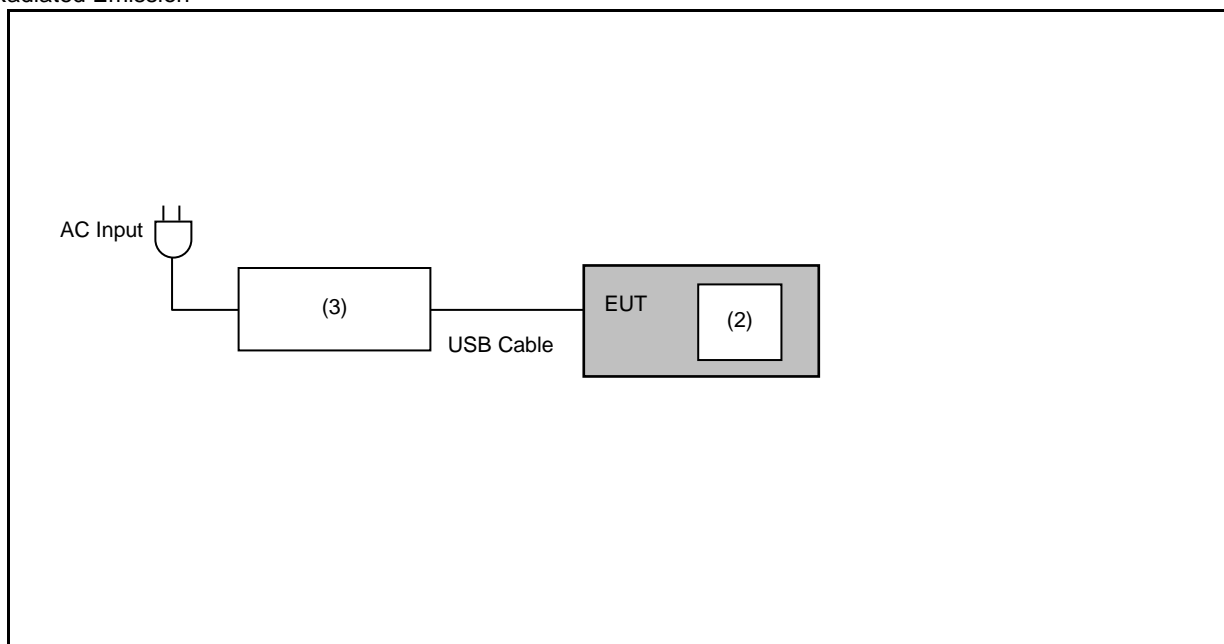 Radiated Emission
AC Input
(3)
USB Cable
EUT
(2)